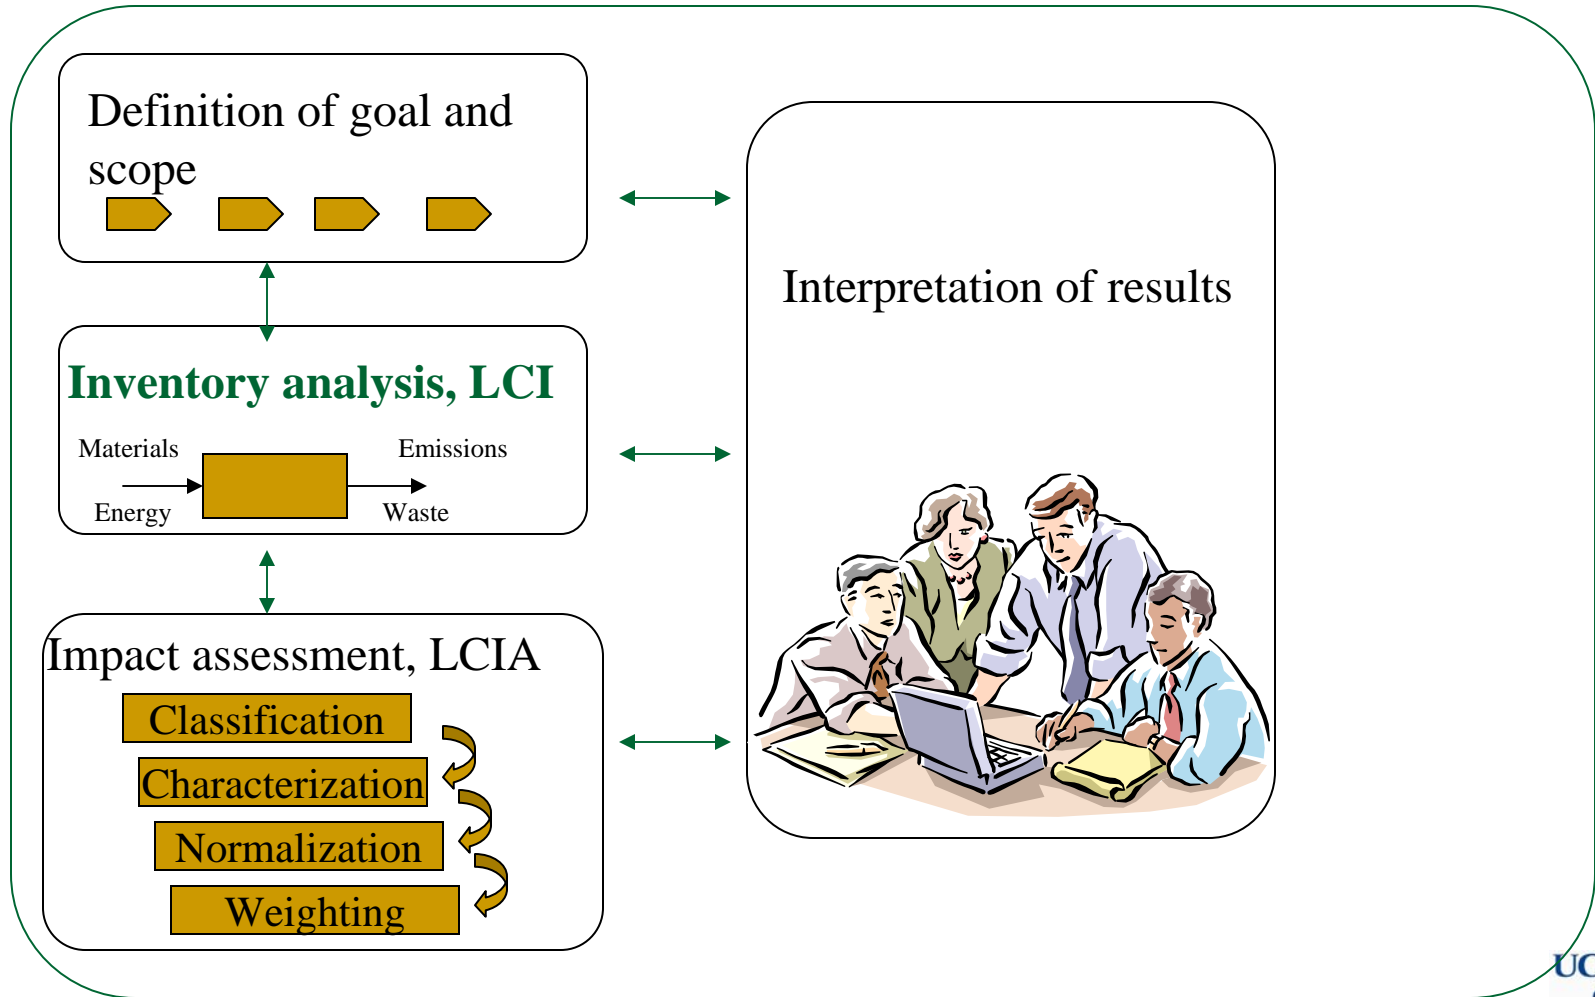 Definition of goal and
scope
Inventory analysis, LCI
Materials
Emissions
Energy
Waste
Impact assessment, LCIA
Classification
Characterization
Normalization
Weighting
Interpretation of results